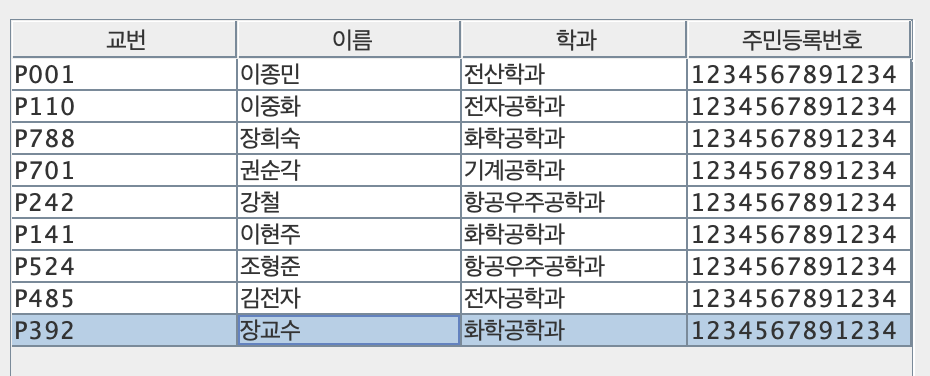 교번 이름 학과 주민등록번호
P001 이종민 전산학과 1234567891234
P110 이중화 전자공학과 1234567891234
P788 장희숙 화학공학과 1234567891234
P701 권순각 기계공학과 1234567891234
P242 강철 항공우주공학과 1234567891234
P141 이현주 화학공학과 1234567891234
P524 조형준 항공우주공학과 1234567891234
P485 김전자 전자공학과 1234567891234
P392 장교수 화학공학과 1234567891234